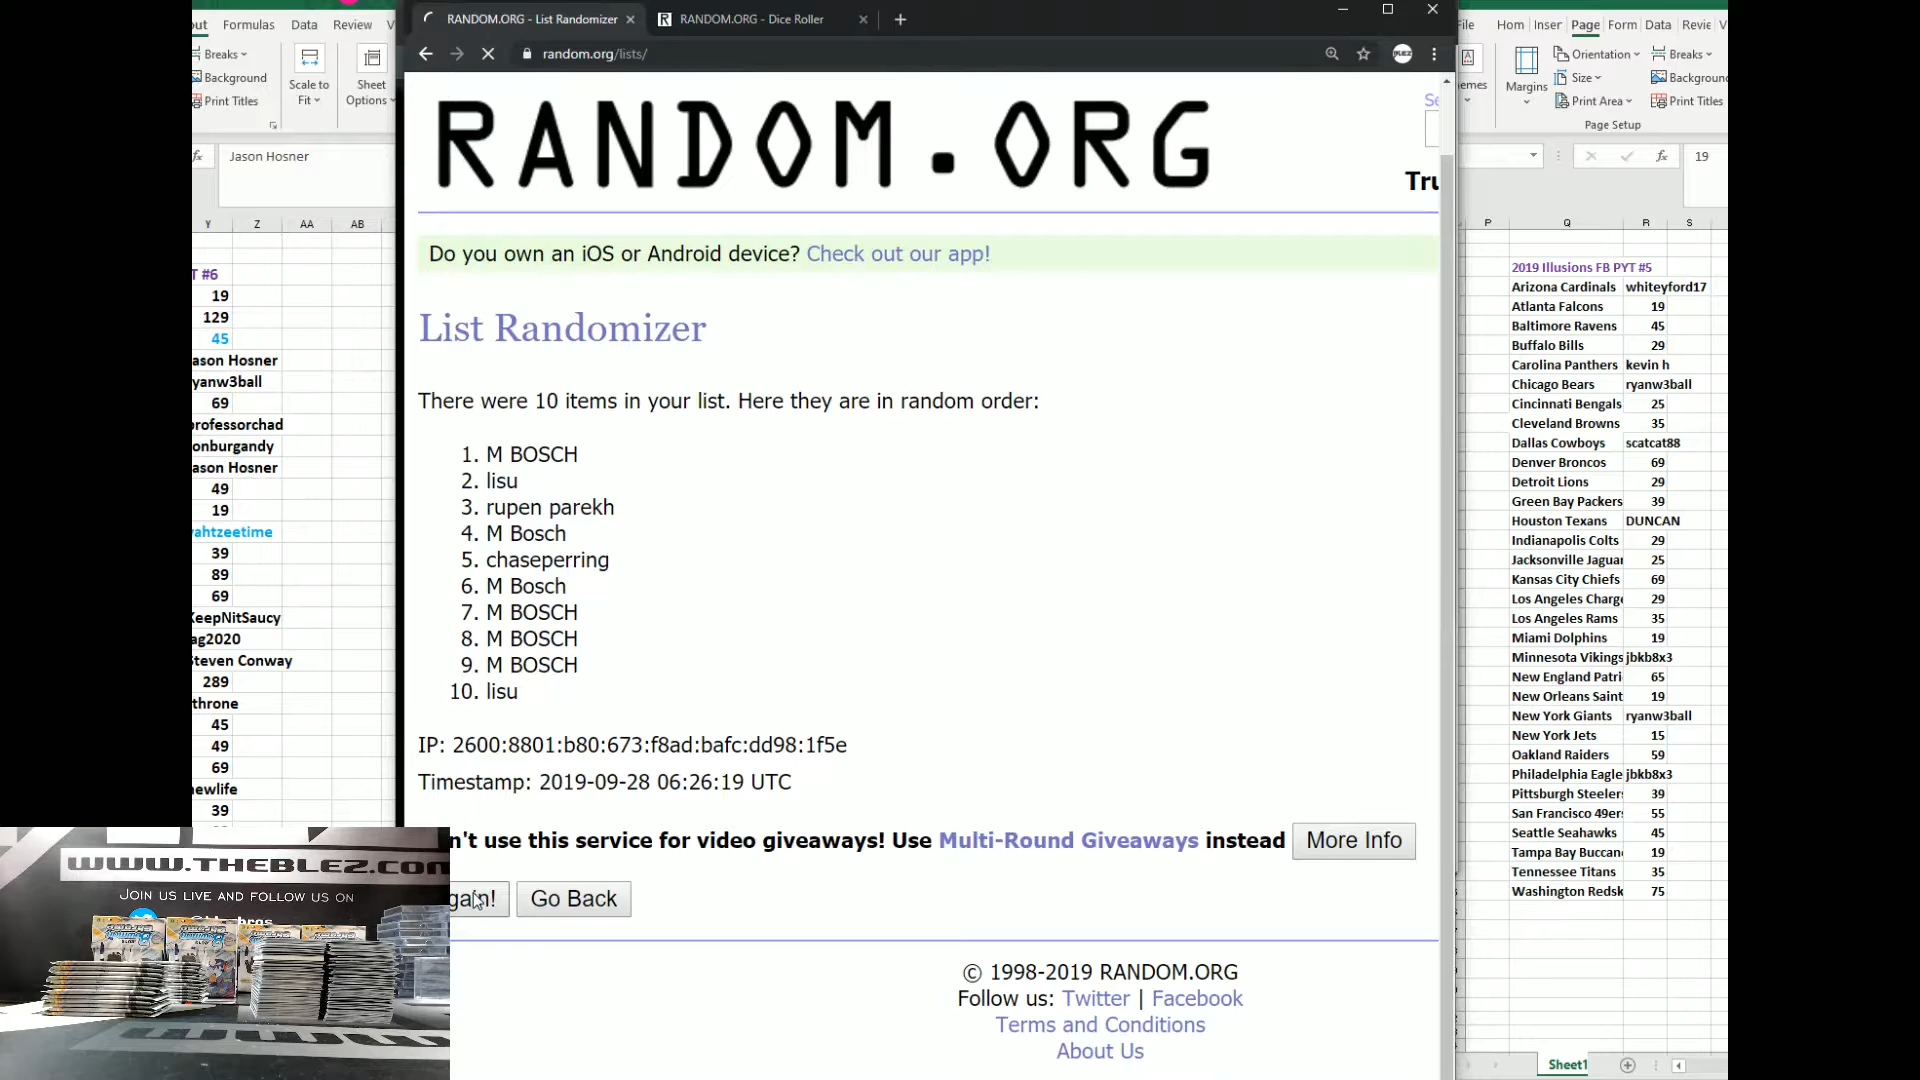 RANDOM.ORG - List Randomizer
RANDOM.ORG - Dice Roller
random.org/lists/
Formulas Data Review
Breaks
Background
Print Titles
Scale to Fit
Sheet Options
Jason Hosner
Y Z AA AB
T #6
19
129
45
ason Hosner
yanw3ball
69
professorchad
onburgandy
ason Hosner
49
19
yahtzeetime
39
89
69
KeepNitSaucy
ag2020
Steven Conway
289
throne
45
49
69
newlife
39
RANDOM.ORG
Se
Tru
Do you own an iOS or Android device? Check out our app!
List Randomizer
There were 10 items in your list. Here they are in random order:
1. M BOSCH
2. lisu
3. rupen parekh
4. M Bosch
5. chaseperring
6. M Bosch
7. M BOSCH
8. M BOSCH
9. M BOSCH
10. lisu
IP: 2600:8801:b80:673:f8ad:bafc:dd98:1f5e
Timestamp: 2019-09-28 06:26:19 UTC
n't use this service for video giveaways! Use Multi-Round Giveaways instead
More Info
gain!
Go Back
© 1998-2019 RANDOM.ORG
Follow us: Twitter | Facebook
Terms and Conditions
About Us
WWW.THEBLEZ.COM
JOIN US LIVE AND FOLLOW US ON
File Hom Inser Page Form Data Revie V
emes
Margins
Orientation
Size
Print Area
Breaks
Background
Print Titles
Page Setup
19
P Q R S
2019 Illusions FB PYT #5
Arizona Cardinals whiteyford17
Atlanta Falcons 19
Baltimore Ravens 45
Buffalo Bills 29
Carolina Panthers kevin h
Chicago Bears ryanw3ball
Cincinnati Bengals 25
Cleveland Browns 35
Dallas Cowboys scatcat88
Denver Broncos 69
Detroit Lions 29
Green Bay Packers 39
Houston Texans DUNCAN
Indianapolis Colts 29
Jacksonville Jaguar 25
Kansas City Chiefs 69
Los Angeles Charge 29
Los Angeles Rams 35
Miami Dolphins 19
Minnesota Vikings jbkb8x3
New England Patri 65
New Orleans Saint 19
New York Giants ryanw3ball
New York Jets 15
Oakland Raiders 59
Philadelphia Eagle jbkb8x3
Pittsburgh Steeler 39
San Francisco 49er 55
Seattle Seahawks 45
Tampa Bay Buccan 19
Tennessee Titans 35
Washington Redsk 75
Sheet1